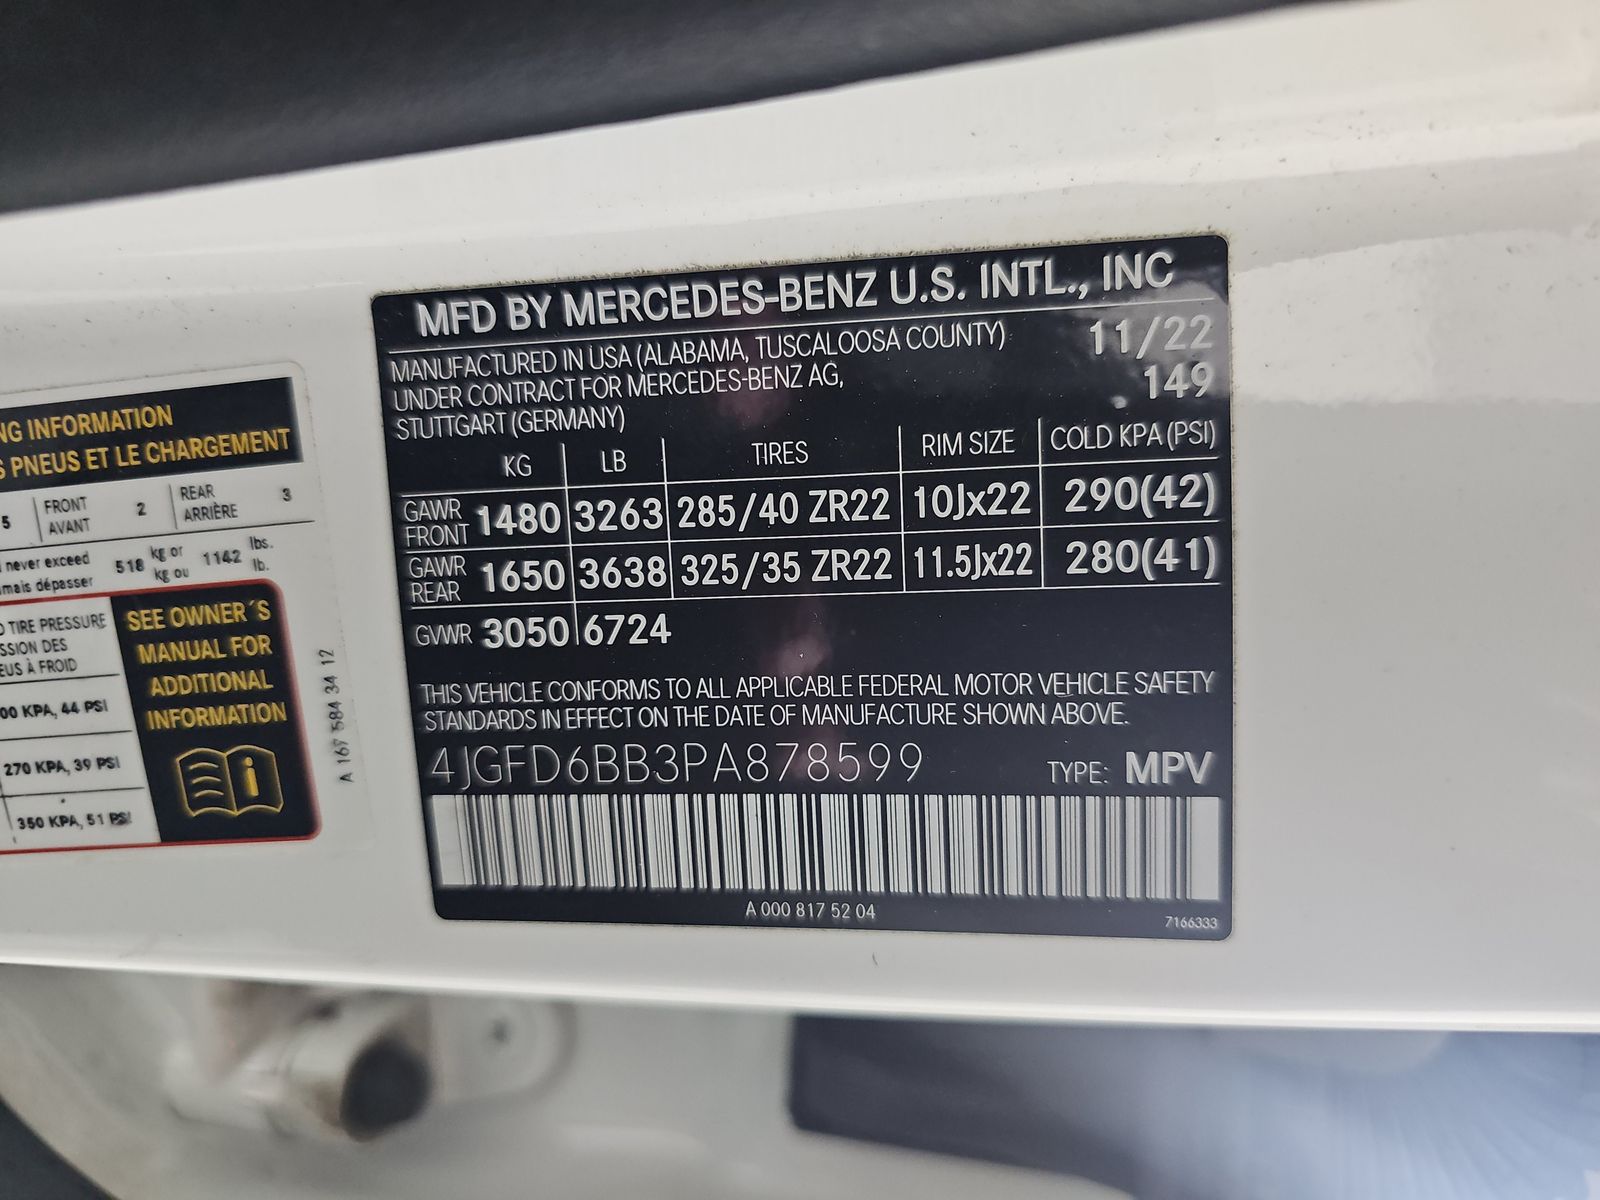 MFD BY MERCEDES-BENZ U.S. INTL., INC
MANUFACTURED IN USA (ALABAMA, TUSCALOOSA COUNTY) 11/22
UNDER CONTRACT FOR MERCEDES-BENZ AG, 149
STUTTGART (GERMANY)
KG LB TIRES RIM SIZE COLD KPA (PSI)
GAWR FRONT 1480 3263 285/40 ZR22 10Jx22 290(42)
GAWR REAR 1650 3638 325/35 ZR22 11.5Jx22 280(41)
GVWR 3050 6724
THIS VEHICLE CONFORMS TO ALL APPLICABLE FEDERAL MOTOR VEHICLE SAFETY
STANDARDS IN EFFECT ON THE DATE OF MANUFACTURE SHOWN ABOVE.
4JGFD6BB3PA878599 TYPE: MPV
A 000 817 52 04
7166333
NG INFORMATION
S PNEUS ET LE CHARGEMENT
5 FRONT AVANT 2 REAR ARRIÈRE 3
never exceed 518 kg or 1142 lbs.
mais dépasser kg ou lb.
TIRE PRESSURE
SSION DES
EUS À FROID
00 KPA, 44 PSI
270 KPA, 39 PSI
350 KPA, 51 PSI
SEE OWNER´S
MANUAL FOR
ADDITIONAL
INFORMATION
A 167 584 34 12